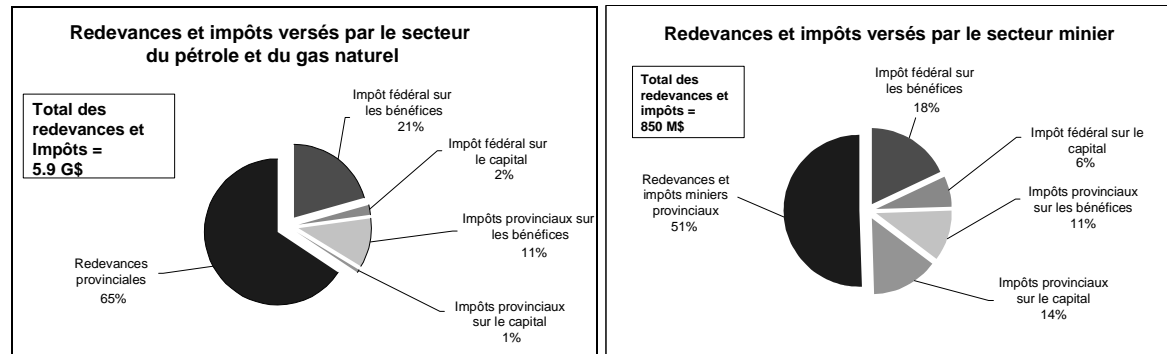 Redevances et impôts versés par le secteur
du pétrole et du gas naturel
Total des
redevances et
Impôts =
5.9 G$
Impôt fédéral sur
les bénéfices
21%
Impôt fédéral sur
le capital
2%
Impôts provinciaux sur
les bénéfices
11%
Impôts provinciaux
sur le capital
1%
Redevances
provinciales
65%
Redevances et impôts versés par le secteur minier
Total des
redevances et
impôts =
850 M$
Impôt fédéral sur
les bénéfices
18%
Impôt fédéral sur le
capital
6%
Impôts provinciaux
sur les bénéfices
11%
Impôts provinciaux
sur le capital
14%
Redevances et
impôts miniers
provinciaux
51%